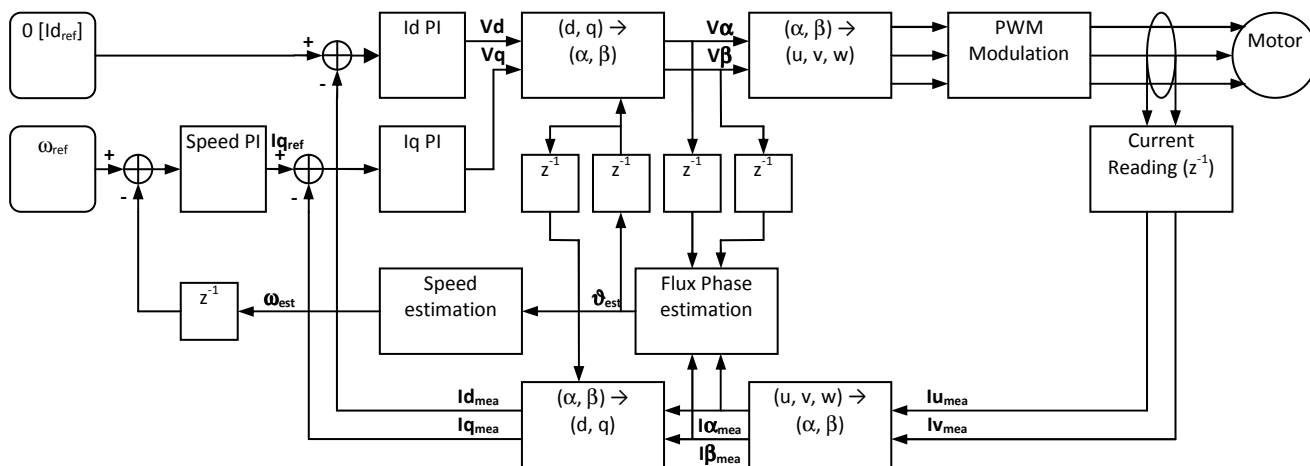 0 [Idref]
+
-
Id PI
Vd
Vq
(d, q) →
(α, β)
Vα
Vβ
(α, β) →
(u, v, w)
PWM
Modulation
Motor
ωref
+
-
Speed PI
Iqref
+
-
Iq PI
z-1
z-1
z-1
z-1
Current
Reading (z-1)
z-1
ωest
Speed
estimation
ϑest
Flux Phase
estimation
Idmea
Iqmea
(α, β) →
(d, q)
Iαmea
Iβmea
(u, v, w) →
(α, β)
Iumea
Ivmea